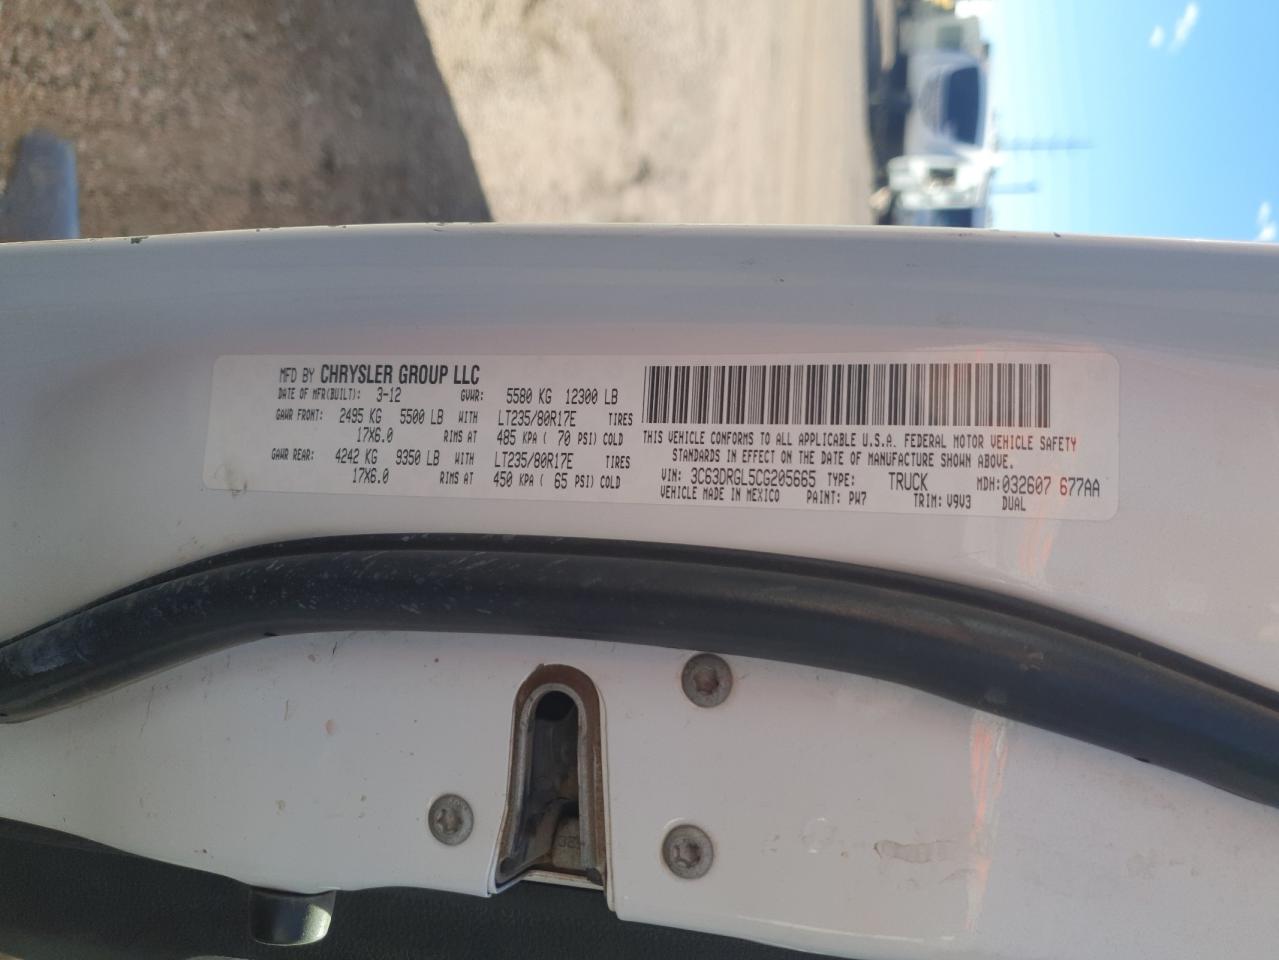 MFD BY CHRYSLER GROUP LLC
DATE OF MFR(BUILT): 3-12 GVWR: 5580 KG 12300 LB
GAWR FRONT: 2495 KG 5500 LB WITH LT235/80R17E TIRES
17X6.0 RIMS AT 485 KPA ( 70 PSI) COLD
GAWR REAR: 4242 KG 9350 LB WITH LT235/80R17E TIRES
17X6.0 RIMS AT 450 KPA ( 65 PSI) COLD
THIS VEHICLE CONFORMS TO ALL APPLICABLE U.S.A. FEDERAL MOTOR VEHICLE SAFETY
STANDARDS IN EFFECT ON THE DATE OF MANUFACTURE SHOWN ABOVE.
VIN: 3C63DRGL5CG205665 TYPE: TRUCK MDH:032607 677AA
VEHICLE MADE IN MEXICO PAINT: PW7 TRIM: V9V3 DUAL